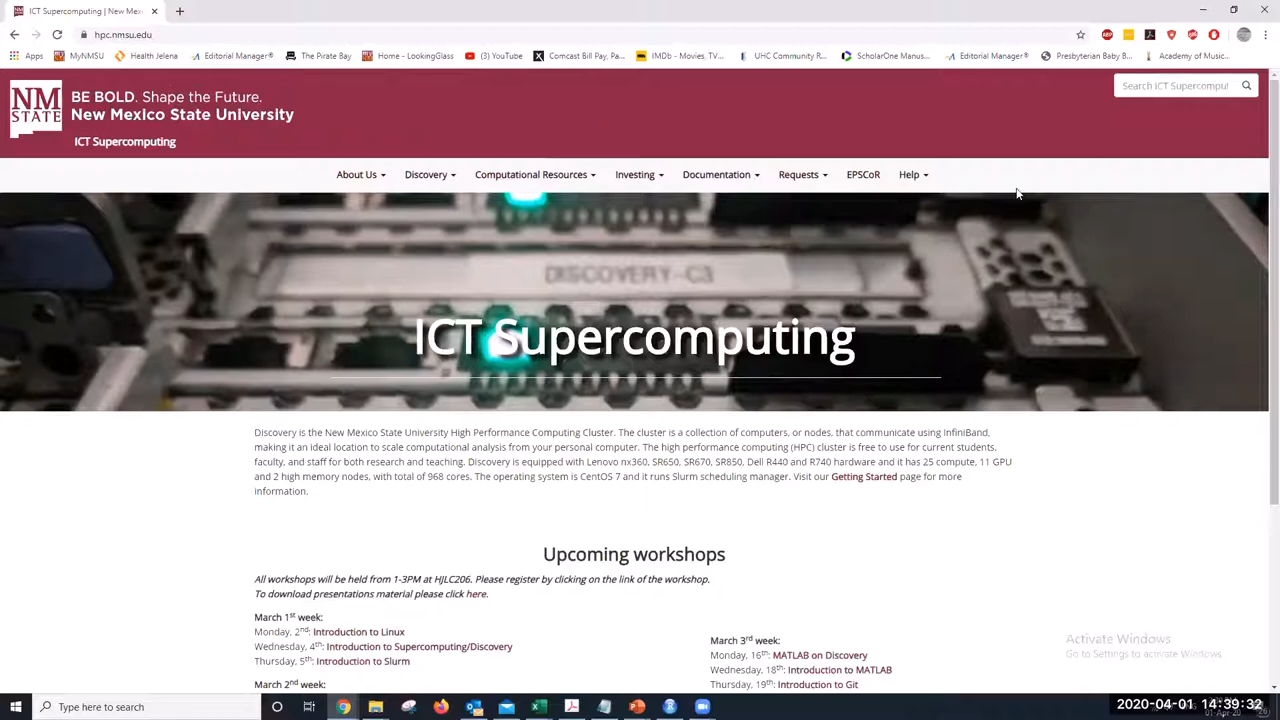 ICT Supercomputing | New Mex
hpc.nmsu.edu
Apps
MyNMSU
Health Jelena
Editorial Manager®
The Pirate Bay
Home - LookingGlass
(3) YouTube
Comcast Bill Pay, Pa...
IMDb - Movies, TV...
UHC Community R...
ScholarOne Manus...
Editorial Manager®
Presbyterian Baby B...
Academy of Music...
NM
STATE
BE BOLD. Shape the Future.
New Mexico State University
ICT Supercomputing
Search ICT Supercomput
About Us
Discovery
Computational Resources
Investing
Documentation
Requests
EPSCoR
Help
DISCOVERY-C3
ICT Supercomputing
Discovery is the New Mexico State University High Performance Computing Cluster. The cluster is a collection of computers, or nodes, that communicate using InfiniBand,
making it an ideal location to scale computational analysis from your personal computer. The high performance computing (HPC) cluster is free to use for current students,
faculty, and staff for both research and teaching. Discovery is equipped with Lenovo nx360, SR650, SR670, SR850, Dell R440 and R740 hardware and it has 25 compute, 11 GPU
and 2 high memory nodes, with total of 968 cores. The operating system is CentOS 7 and it runs Slurm scheduling manager. Visit our Getting Started page for more
information.
Upcoming workshops
All workshops will be held from 1-3PM at HJLC206. Please register by clicking on the link of the workshop.
To download presentations material please click here.
March 1st week:
Monday, 2nd: Introduction to Linux
Wednesday, 4th: Introduction to Supercomputing/Discovery
Thursday, 5th: Introduction to Slurm
March 2nd week:
March 3rd week:
Monday, 16th: MATLAB on Discovery
Wednesday, 18th: Introduction to MATLAB
Thursday, 19th: Introduction to Git
Activate Windows
Go to Settings to activate Windows.
Type here to search
2020-04-01 14:39:32
01-Apr-20